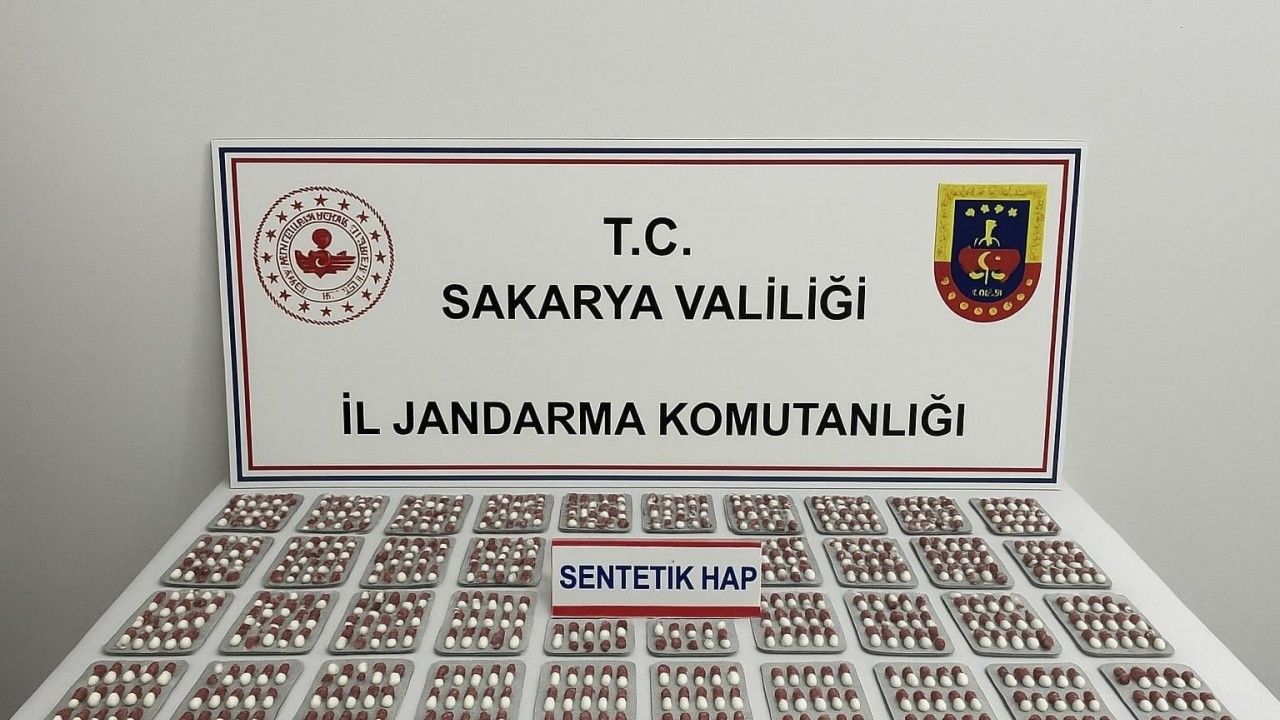 T.C.
SAKARYA VALİLİĞİ
İL JANDARMA KOMUTANLIĞI
SENTETİK HAP